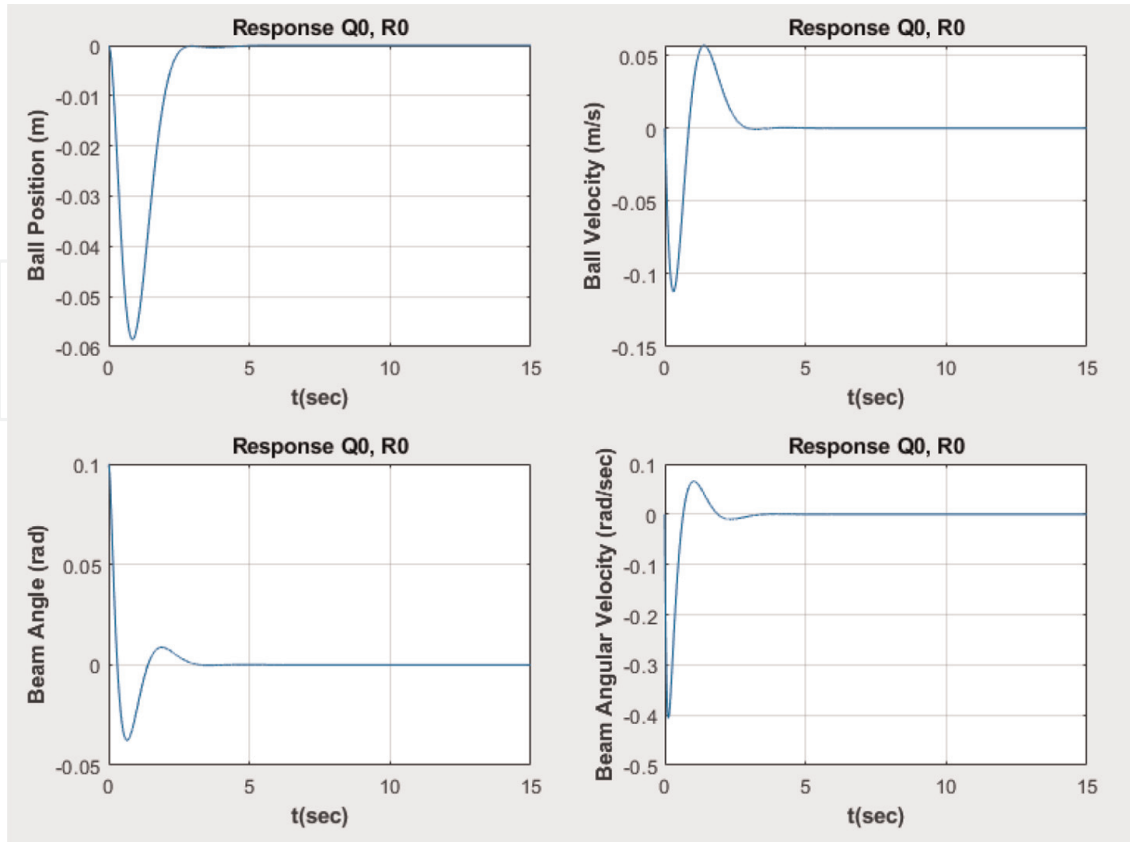 Response Q0, R0
Ball Position (m)
0
-0.01
-0.02
-0.03
-0.04
-0.05
-0.06
0 5 10 15
t(sec)
Response Q0, R0
Ball Velocity (m/s)
0.05
0
-0.05
-0.1
-0.15
0 5 10 15
t(sec)
Response Q0, R0
Beam Angle (rad)
0.1
0.05
0
-0.05
0 5 10 15
t(sec)
Response Q0, R0
Beam Angular Velocity (rad/sec)
0.1
0
-0.1
-0.2
-0.3
-0.4
-0.5
0 5 10 15
t(sec)